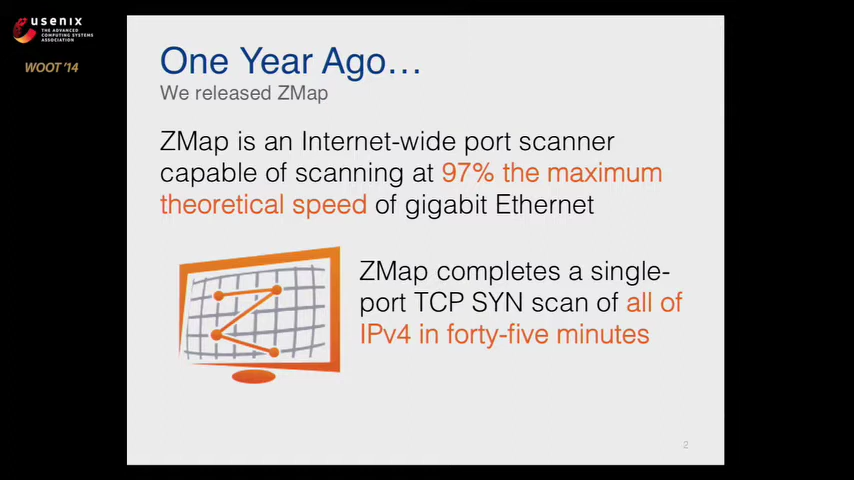 usenix
THE ADVANCED
COMPUTING SYSTEMS
ASSOCIATION
WOOT '14
One Year Ago…
We released ZMap
ZMap is an Internet-wide port scanner
capable of scanning at 97% the maximum
theoretical speed of gigabit Ethernet
ZMap completes a single-
port TCP SYN scan of all of
IPv4 in forty-five minutes
2